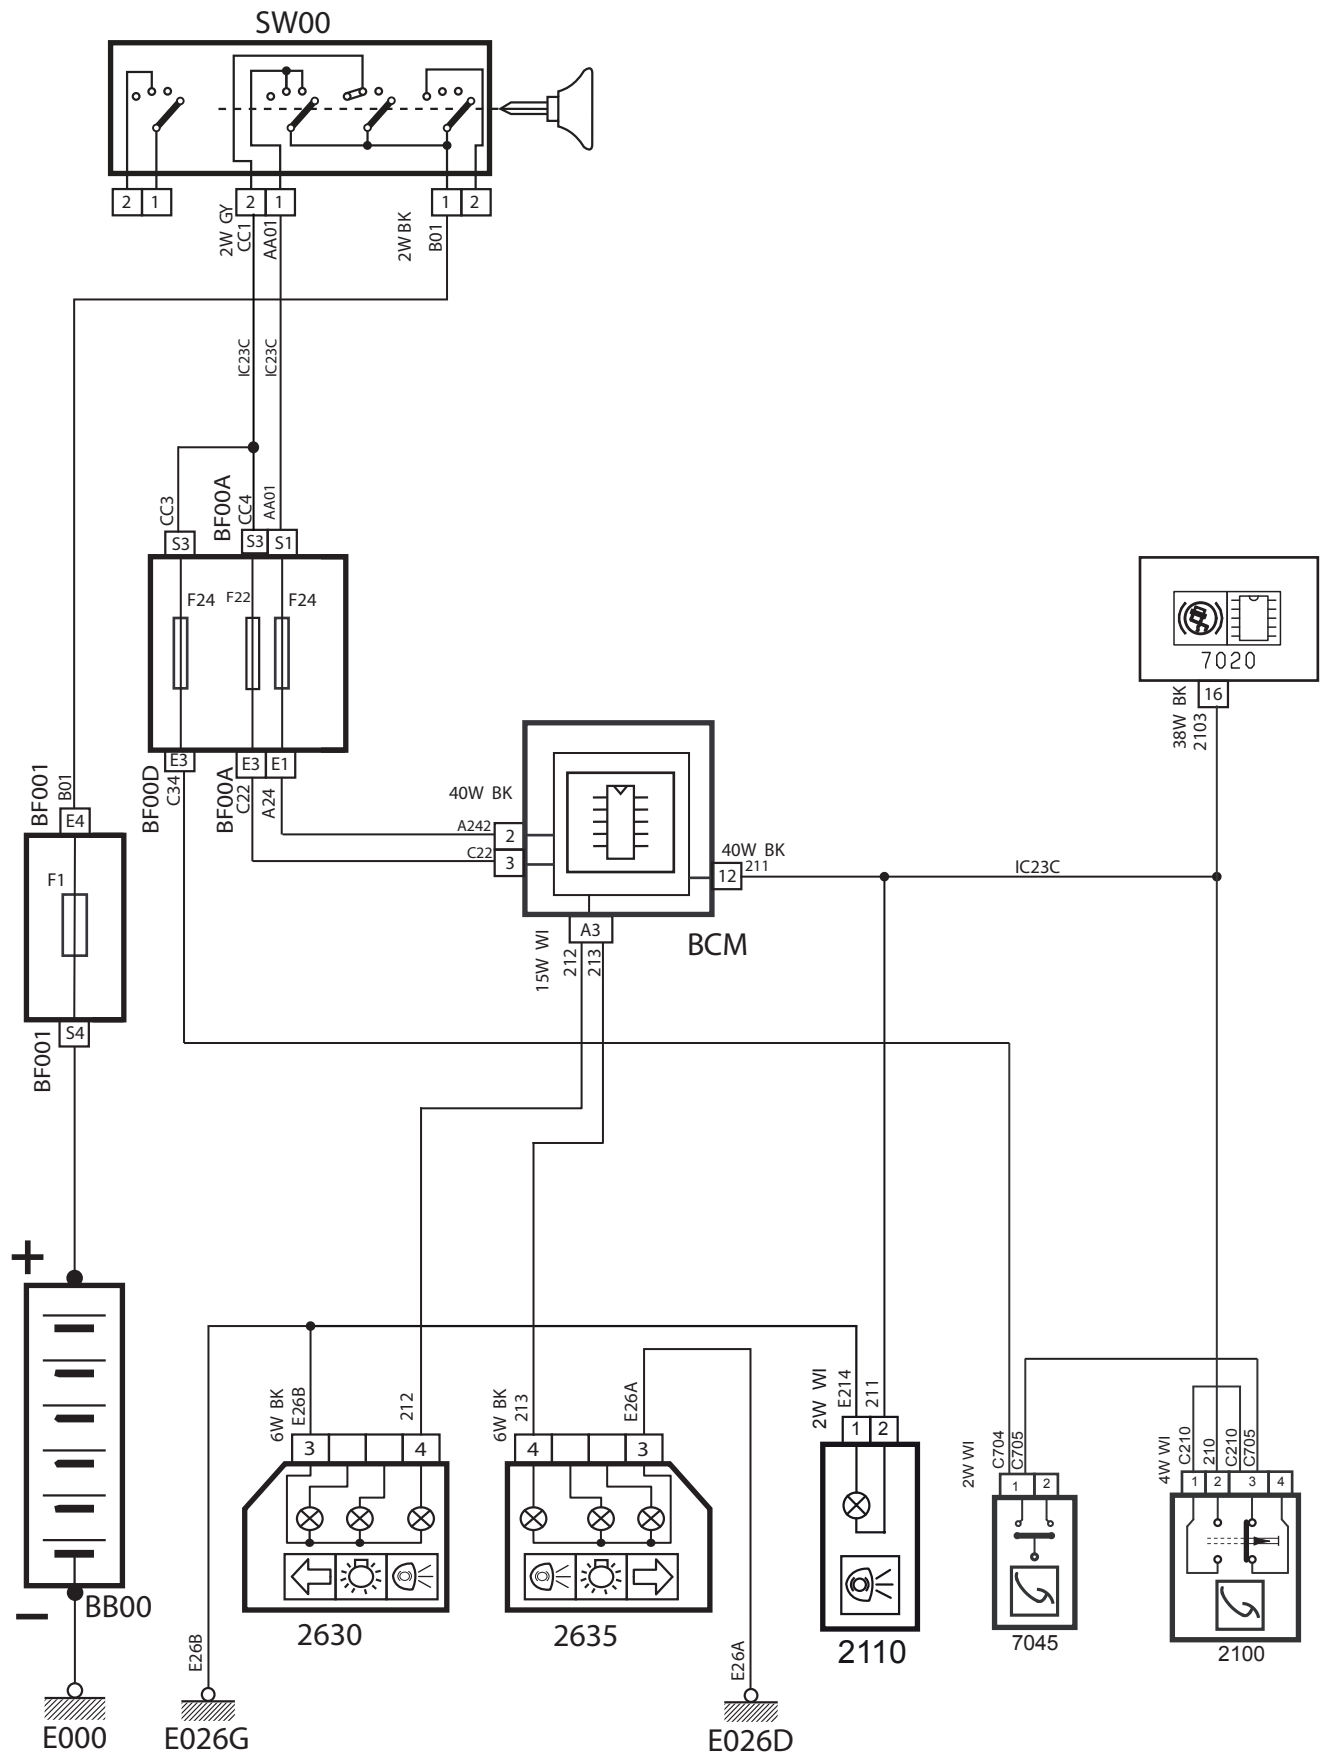 SW00
2 1
2 1
1 2
2W GY
CC1
AA01
2W BK
B01
IC23C
IC23C
CC3
BF00A
CC4
AA01
S3
S3 S1
F24
F22
F24
7020
16
38W BK
2103
E3
E3 E1
BF00D
C34
BF00A
C22
A24
BF001
B01
E4
F1
S4
BF001
40W BK
A242
2
C22
3
40W BK
12
211
IC23C
A3
BCM
15W WI
212
213
+
6W BK
E26B
212
6W BK
213
E26A
2W WI
E214
211
2W WI
C704
C705
4W WI
C210
210
C210
C705
3 4
4 3
1 2
1 2
1 2 3 4
BB00
−
2630
2635
2110
7045
2100
E26B
E26A
E000
E026G
E026D